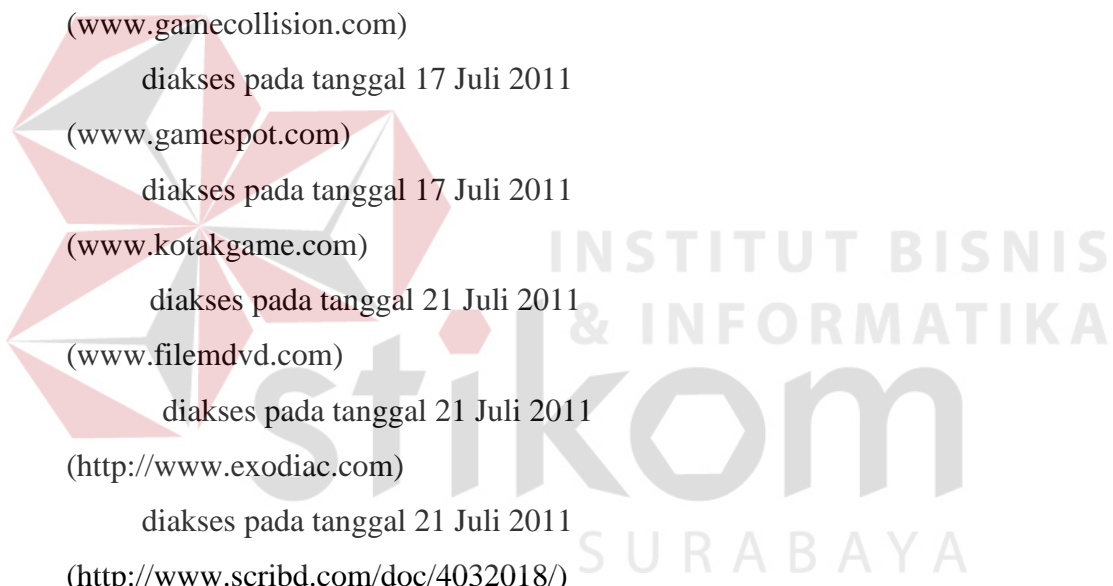 (www.gamecollision.com)
diakses pada tanggal 17 Juli 2011
(www.gamespot.com)
diakses pada tanggal 17 Juli 2011
(www.kotakgame.com)
diakses pada tanggal 21 Juli 2011
(www.filemdvd.com)
diakses pada tanggal 21 Juli 2011
(http://www.exodiac.com)
diakses pada tanggal 21 Juli 2011
(http://www.scribd.com/doc/4032018/)
INSTITUT BISNIS
& INFORMATIKA
stikom
SURABAYA